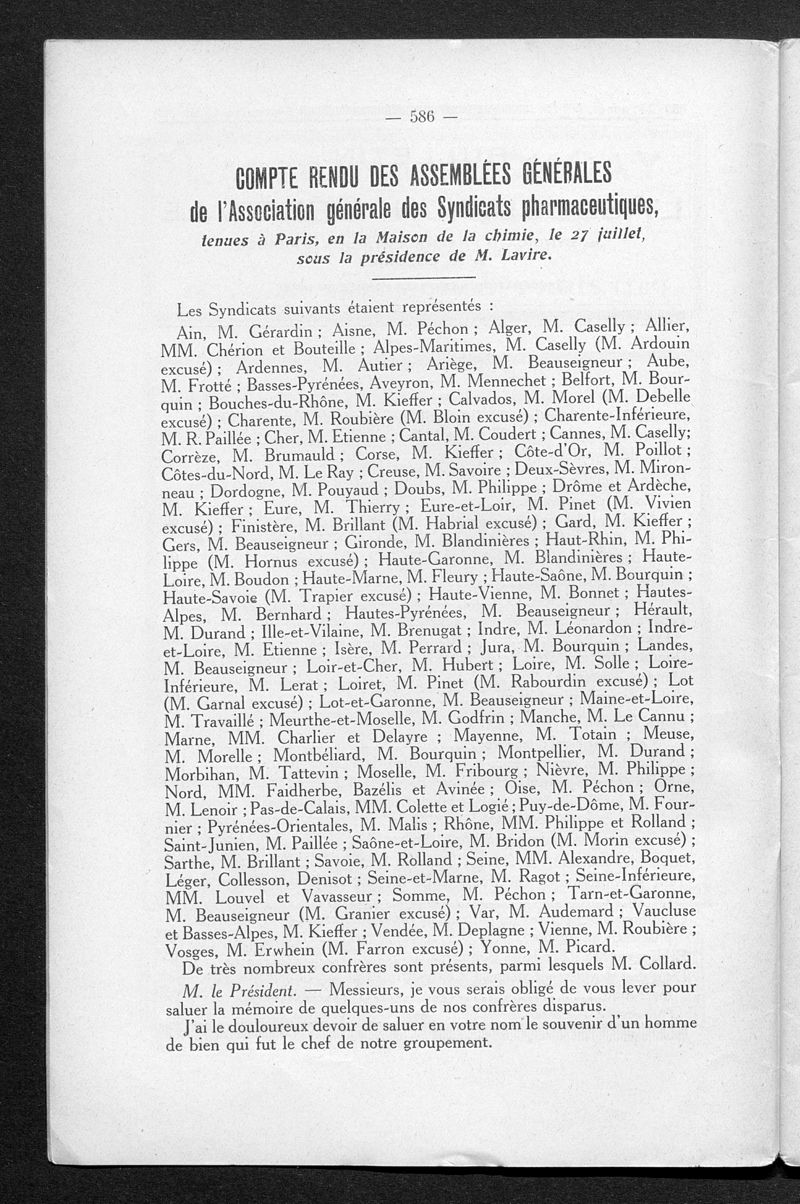 — 586 —
COMPTE RENDU DES ASSEMBLÉES GÉNÉRALES
de l'Association générale des Syndicats pharmaceutiques,
tenues à Paris, en la Maison de la chimie, le 27 juillet,
sous la présidence de M. Lavire.
Les Syndicats suivants étaient représentés :
Ain, M. Gérardin ; Aisne, M. Péchon ; Alger, M. Caselly ; Allier,
MM. Chérion et Bouteille ; Alpes-Maritimes, M. Caselly (M. Ardouin
excusé) ; Ardennes, M. Autier ; Ariège, M. Beauseigneur ; Aube,
M. Frotté ; Basses-Pyrénées, Aveyron, M. Mennechet ; Belfort, M. Bour-
quin ; Bouches-du-Rhône, M. Kieffer ; Calvados, M. Morel (M. Debelle
excusé) ; Charente, M. Roubière (M. Bloin excusé) ; Charente-Inférieure,
M. R. Paillée ; Cher, M. Etienne ; Cantal, M. Coudert ; Cannes, M. Caselly;
Corrèze, M. Brumauld ; Corse, M. Kieffer ; Côte-d'Or, M. Poillot ;
Côtes-du-Nord, M. Le Ray ; Creuse, M. Savoire ; Deux-Sèvres, M. Miron-
neau ; Dordogne, M. Pouyaud ; Doubs, M. Philippe ; Drôme et Ardèche,
M. Kieffer ; Eure, M. Thierry ; Eure-et-Loir, M. Pinet (M. Vivien
excusé) ; Finistère, M. Brillant (M. Habrial excusé) ; Gard, M. Kieffer ;
Gers, M. Beauseigneur ; Gironde, M. Blandinières ; Haut-Rhin, M. Phi-
lippe (M. Hornus excusé) ; Haute-Garonne, M. Blandinières ; Haute-
Loire, M. Boudon ; Haute-Marne, M. Fleury ; Haute-Saône, M. Bourquin ;
Haute-Savoie (M. Trapier excusé) ; Haute-Vienne, M. Bonnet ; Hautes-
Alpes, M. Bernhard ; Hautes-Pyrénées, M. Beauseigneur ; Hérault,
M. Durand ; Ille-et-Vilaine, M. Brenugat ; Indre, M. Léonardon ; Indre-
et-Loire, M. Etienne ; Isère, M. Perrard ; Jura, M. Bourquin ; Landes,
M. Beauseigneur ; Loir-et-Cher, M. Hubert ; Loire, M. Solle ; Loire-
Inférieure, M. Lerat ; Loiret, M. Pinet (M. Rabourdin excusé) ; Lot
(M. Garnal excusé) ; Lot-et-Garonne, M. Beauseigneur ; Maine-et-Loire,
M. Travaillé ; Meurthe-et-Moselle, M. Godfrin ; Manche, M. Le Cannu ;
Marne, MM. Charlier et Delayre ; Mayenne, M. Totain ; Meuse,
M. Morelle ; Montbéliard, M. Bourquin ; Montpellier, M. Durand ;
Morbihan, M. Tattevin ; Moselle, M. Fribourg ; Nièvre, M. Philippe ;
Nord, MM. Faidherbe, Bazélis et Avinée ; Oise, M. Péchon ; Orne,
M. Lenoir ; Pas-de-Calais, MM. Colette et Logié ; Puy-de-Dôme, M. Four-
nier ; Pyrénées-Orientales, M. Malis ; Rhône, MM. Philippe et Rolland ;
Saint-Junien, M. Paillée ; Saône-et-Loire, M. Bridon (M. Morin excusé) ;
Sarthe, M. Brillant ; Savoie, M. Rolland ; Seine, MM. Alexandre, Boquet,
Léger, Collesson, Denisot ; Seine-et-Marne, M. Ragot ; Seine-Inférieure,
MM. Louvel et Vavasseur ; Somme, M. Péchon ; Tarn-et-Garonne,
M. Beauseigneur (M. Granier excusé) ; Var, M. Audemard ; Vaucluse
et Basses-Alpes, M. Kieffer ; Vendée, M. Deplagne ; Vienne, M. Roubière ;
Vosges, M. Erwhein (M. Farron excusé) ; Yonne, M. Picard.
De très nombreux confrères sont présents, parmi lesquels M. Collard.
M. le Président. — Messieurs, je vous serais obligé de vous lever pour
saluer la mémoire de quelques-uns de nos confrères disparus.
J'ai le douloureux devoir de saluer en votre nom le souvenir d'un homme
de bien qui fut le chef de notre groupement.